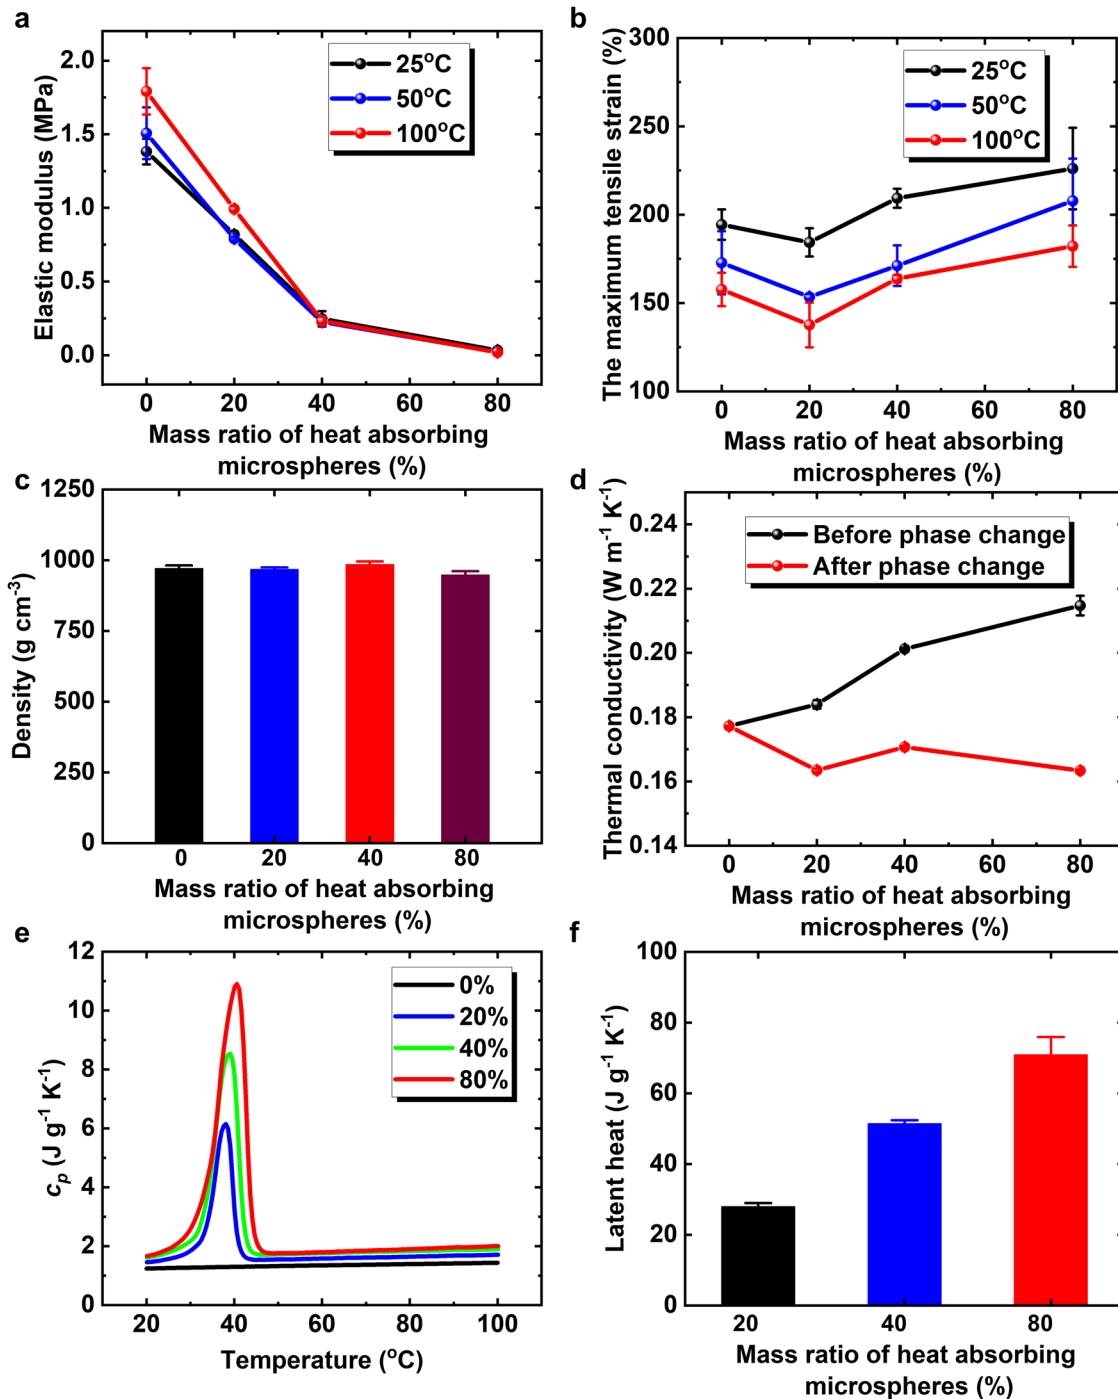 a
Elastic modulus (MPa)
2.0
1.5
1.0
0.5
0.0
25°C
50°C
100°C
0 20 40 60 80
Mass ratio of heat absorbing
microspheres (%)
b
The maximum tensile strain (%)
300
250
200
150
100
25°C
50°C
100°C
0 20 40 60 80
Mass ratio of heat absorbing
microspheres (%)
c
Density (g cm⁻³)
1250
1000
750
500
250
0
0 20 40 80
Mass ratio of heat absorbing
microspheres (%)
d
Thermal conductivity (W m⁻¹ K⁻¹)
0.24
0.22
0.20
0.18
0.16
0.14
Before phase change
After phase change
0 20 40 60 80
Mass ratio of heat absorbing
microspheres (%)
e
cₚ (J g⁻¹ K⁻¹)
12
10
8
6
4
2
0
0%
20%
40%
80%
20 40 60 80 100
Temperature (°C)
f
Latent heat (J g⁻¹ K⁻¹)
100
80
60
40
20
0
20 40 80
Mass ratio of heat absorbing
microspheres (%)